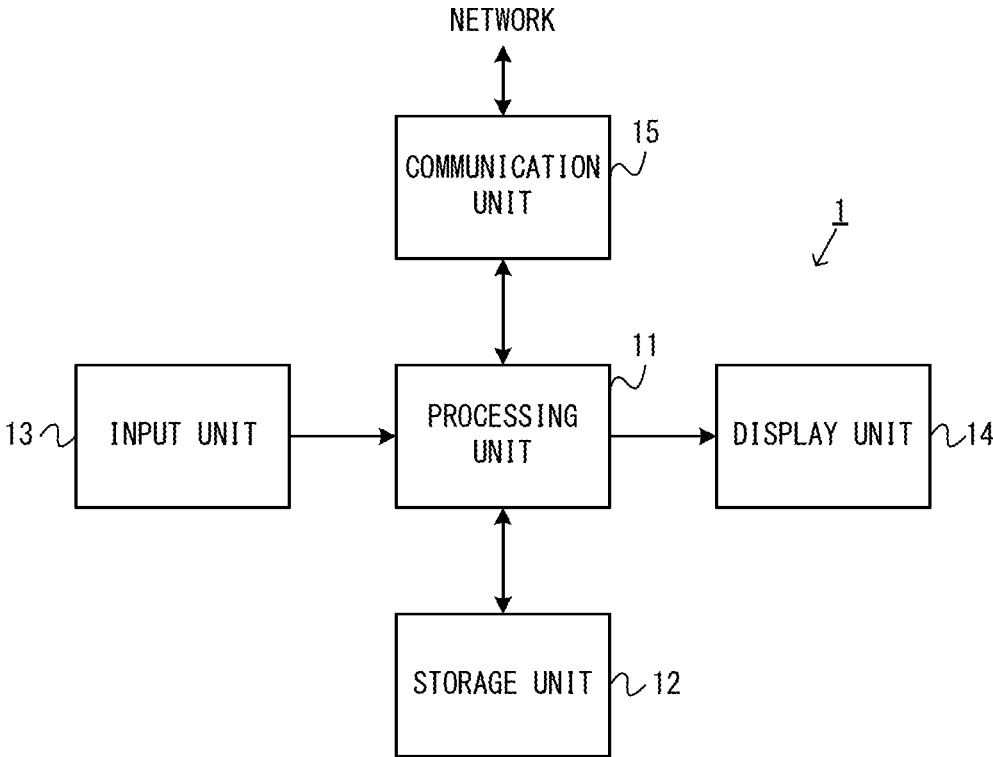 NETWORK
15
COMMUNICATION
UNIT
1
11
13
INPUT UNIT
PROCESSING
UNIT
DISPLAY UNIT
14
STORAGE UNIT
12